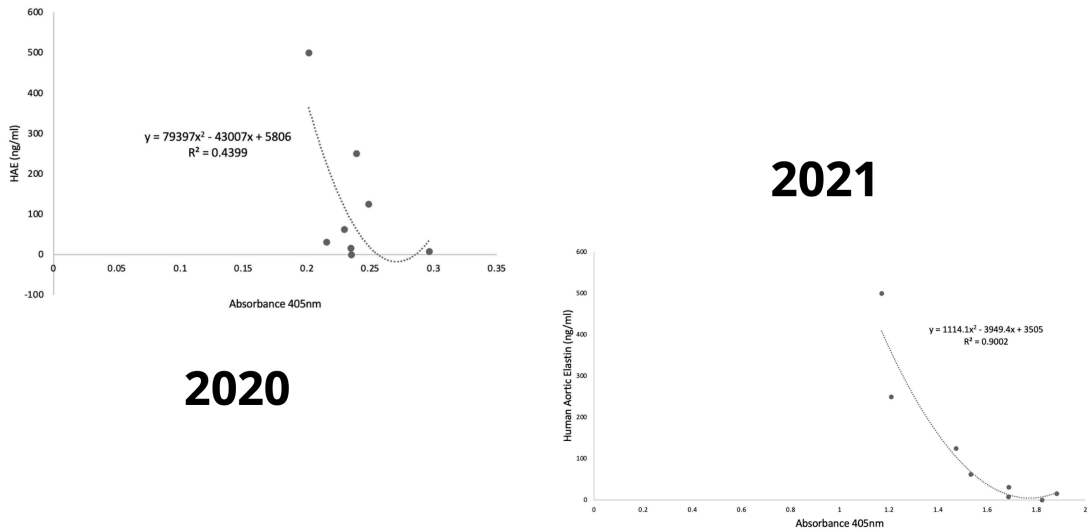 600
500
400
300
200
100
0
-100
HAE (ng/ml)
y = 79397x² - 43007x + 5806
R² = 0.4399
0 0.05 0.1 0.15 0.2 0.25 0.3 0.35
Absorbance 405nm
2020
2021
600
500
400
300
200
100
0
Human Aortic Elastin (ng/ml)
y = 1114.1x² - 3949.4x + 3505
R² = 0.9002
0 0.2 0.4 0.6 0.8 1 1.2 1.4 1.6 1.8 2
Absorbance 405nm